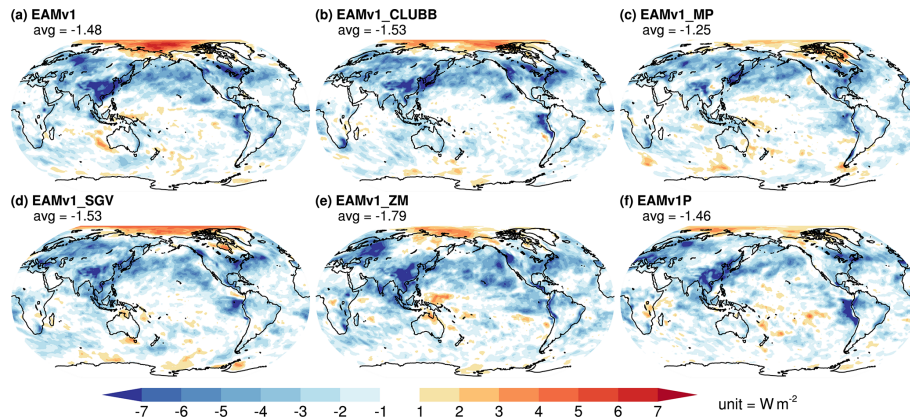 (a) EAMv1
avg = -1.48
(b) EAMv1_CLUBB
avg = -1.53
(c) EAMv1_MP
avg = -1.25
(d) EAMv1_SGV
avg = -1.53
(e) EAMv1_ZM
avg = -1.79
(f) EAMv1P
avg = -1.46
-7 -6 -5 -4 -3 -2 -1 1 2 3 4 5 6 7 unit = W m-2